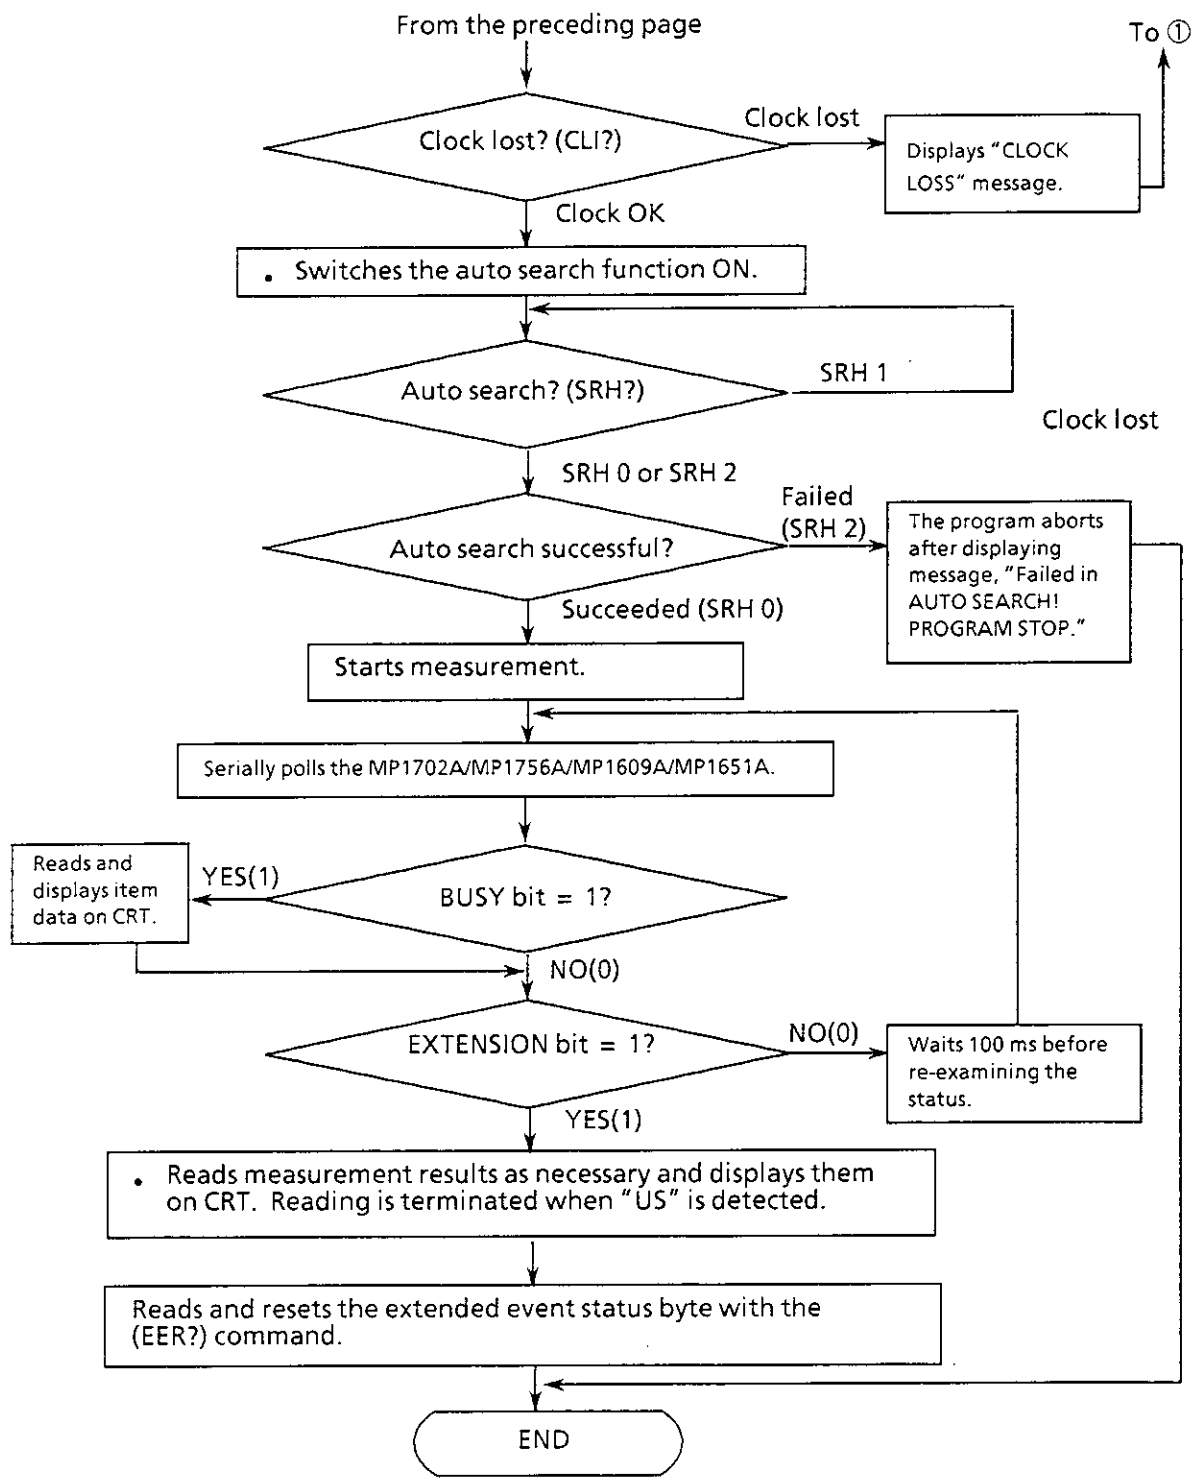 From the preceding page
To ①
Clock lost? (CLI?)
Clock lost
Displays "CLOCK
LOSS" message.
Clock OK
• Switches the auto search function ON.
Auto search? (SRH?)
SRH 1
Clock lost
SRH 0 or SRH 2
Auto search successful?
Failed
(SRH 2)
The program aborts
after displaying
message, "Failed in
AUTO SEARCH!
PROGRAM STOP."
Succeeded (SRH 0)
Starts measurement.
Serially polls the MP1702A/MP1756A/MP1609A/MP1651A.
Reads and
displays item
data on CRT.
YES(1)
BUSY bit = 1?
NO(0)
EXTENSION bit = 1?
NO(0)
Waits 100 ms before
re-examining the
status.
YES(1)
• Reads measurement results as necessary and displays them
on CRT. Reading is terminated when "US" is detected.
Reads and resets the extended event status byte with the
(EER?) command.
END